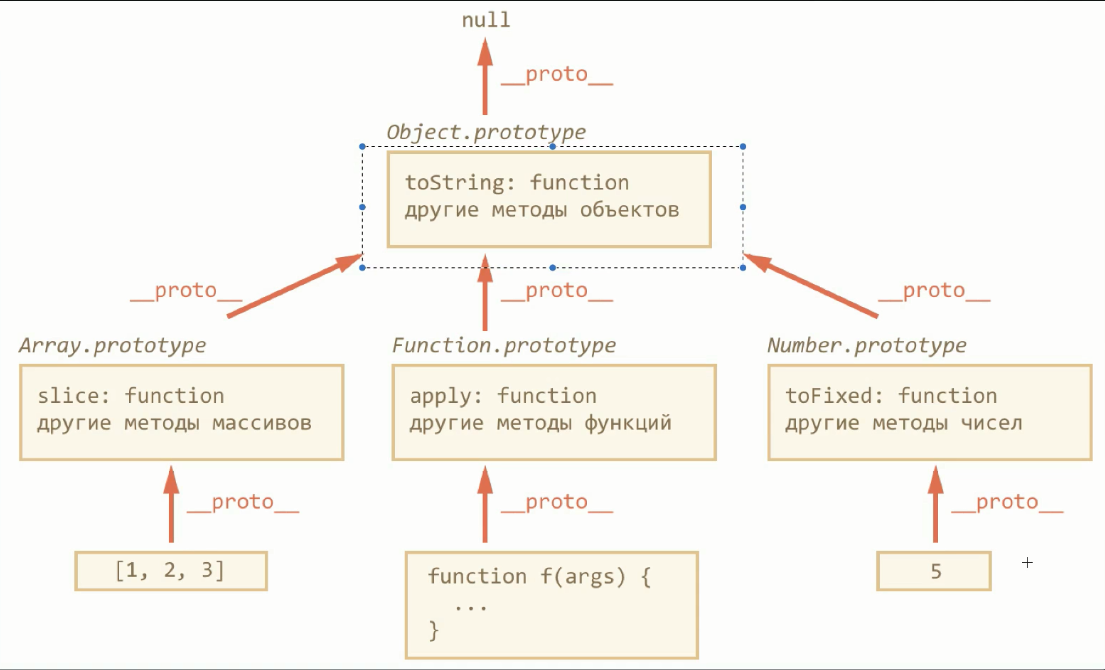 null
__proto__
Object.prototype
toString: function
другие методы объектов
__proto__
__proto__
__proto__
Array.prototype
Function.prototype
Number.prototype
slice: function
другие методы массивов
apply: function
другие методы функций
toFixed: function
другие методы чисел
__proto__
__proto__
__proto__
[1, 2, 3]
function f(args) {
...
}
5